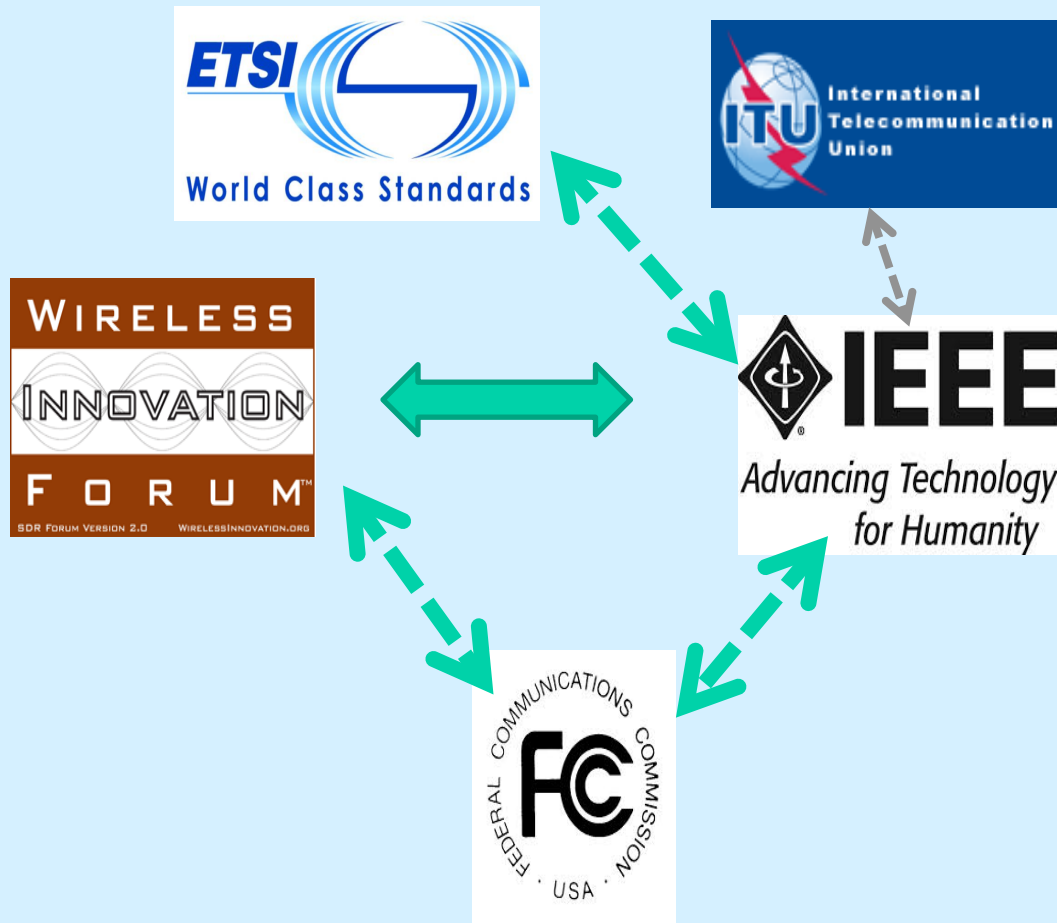 ETSI
World Class Standards
ITU
International
Telecommunication
Union
WIRELESS
INNOVATION
FORUM™
SDR FORUM VERSION 2.0 WIRELESSINNOVATION.ORG
IEEE
®
Advancing Technology
for Humanity
FEDERAL COMMUNICATIONS COMMISSION
FCC
· USA ·